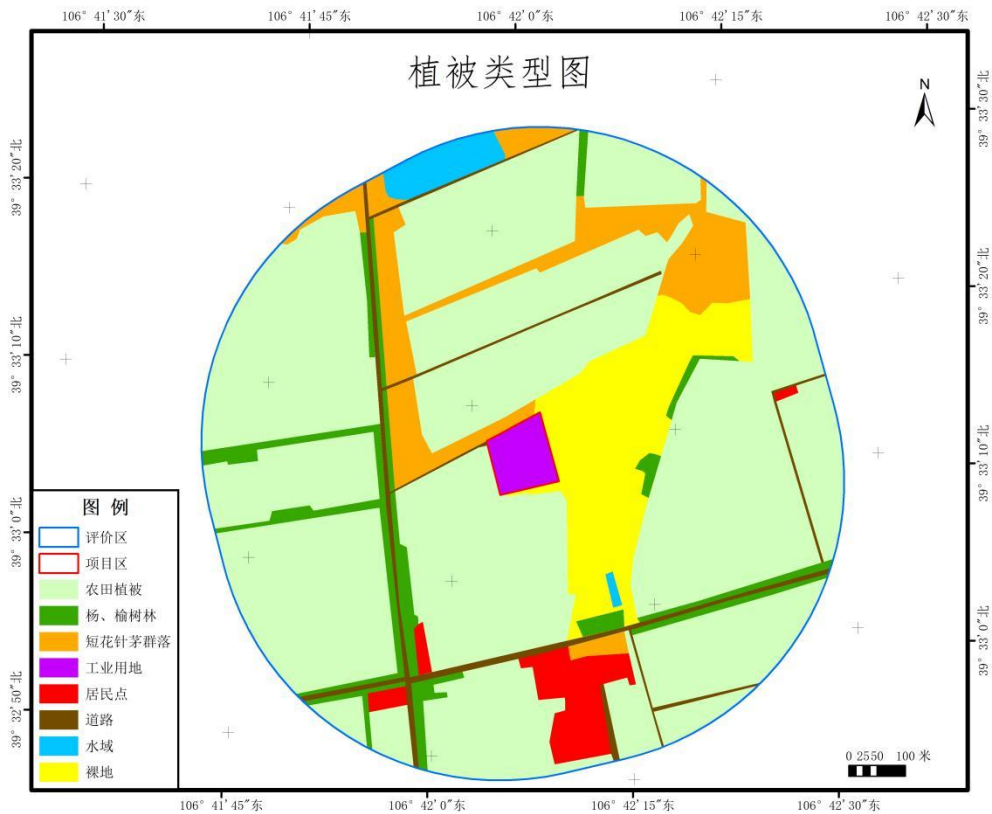 106° 41′30″东 106° 41′45″东 106° 42′0″东 106° 42′15″东 106° 42′30″东
植被类型图
N
39° 33′30″北
39° 33′20″北
39° 33′20″北
39° 33′10″北
39° 33′10″北
39° 33′0″北
39° 33′0″北
39° 32′50″北
图 例
评价区
项目区
农田植被
杨、榆树林
短花针茅群落
工业用地
居民点
道路
水域
裸地
0 2550 100 米
106° 41′45″东 106° 42′0″东 106° 42′15″东 106° 42′30″东